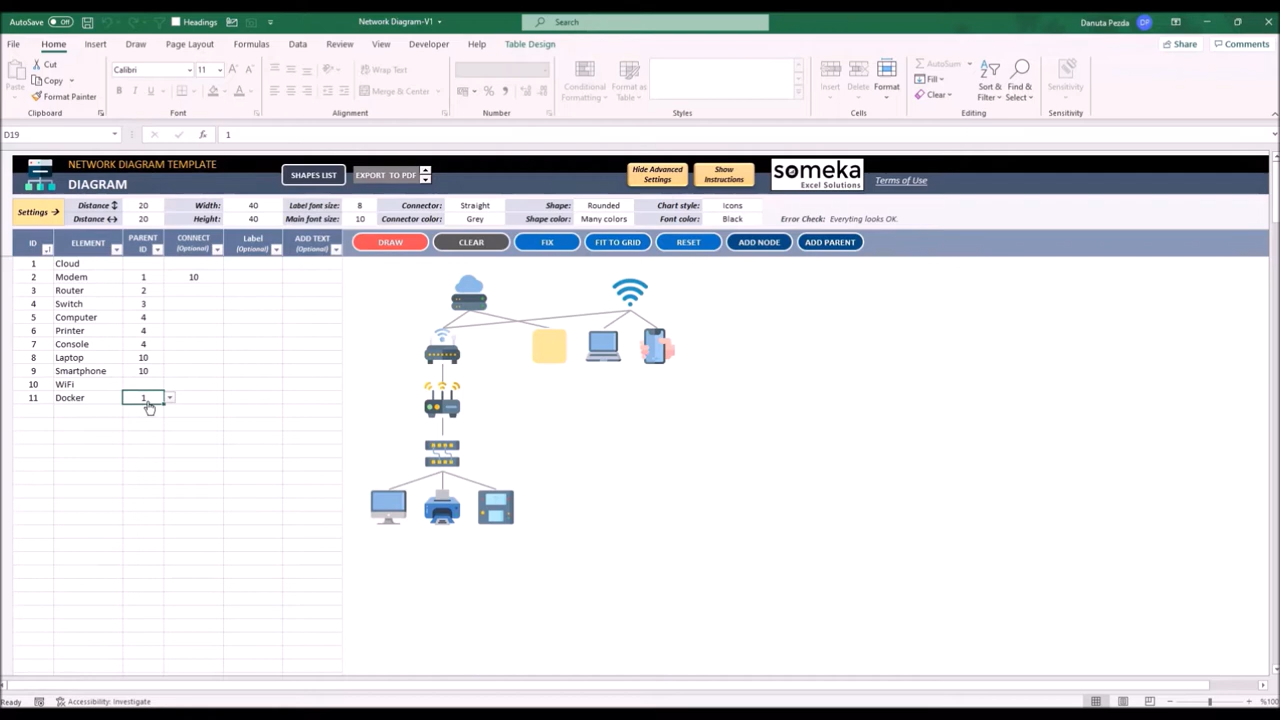 AutoSave Off Headings Network Diagram-V1 Search Danuta Pezda DP
File Home Insert Draw Page Layout Formulas Data Review View Developer Help Table Design Share Comments
Paste Cut Copy Format Painter
Calibri 11
B I U
Wrap Text
Merge & Center
Conditional Formatting Format as Table
Insert Delete Format
AutoSum Fill Clear
Sort & Filter Find & Select
Sensitivity
Clipboard Font Alignment Number Styles Cells Editing Sensitivity
D19 fx 1
NETWORK DIAGRAM TEMPLATE
DIAGRAM
SHAPES LIST EXPORT TO PDF
Hide Advanced Settings
Show Instructions
someka
Excel Solutions
Terms of Use
Settings →
Distance 20 Width: 40 Label font size: 8 Connector: Straight Shape: Rounded Chart style: Icons
Distance 20 Height: 40 Main font size: 10 Connector color: Grey Shape color: Many colors Font color: Black Error Check: Everyting looks OK.
ID ELEMENT PARENT ID CONNECT (Optional) Label (Optional) ADD TEXT (Optional)
DRAW CLEAR FIX FIT TO GRID RESET ADD NODE ADD PARENT
1 Cloud
2 Modem 1 10
3 Router 2
4 Switch 3
5 Computer 4
6 Printer 4
7 Console 4
8 Laptop 10
9 Smartphone 10
10 WiFi
11 Docker 1
Ready Accessibility: Investigate %100